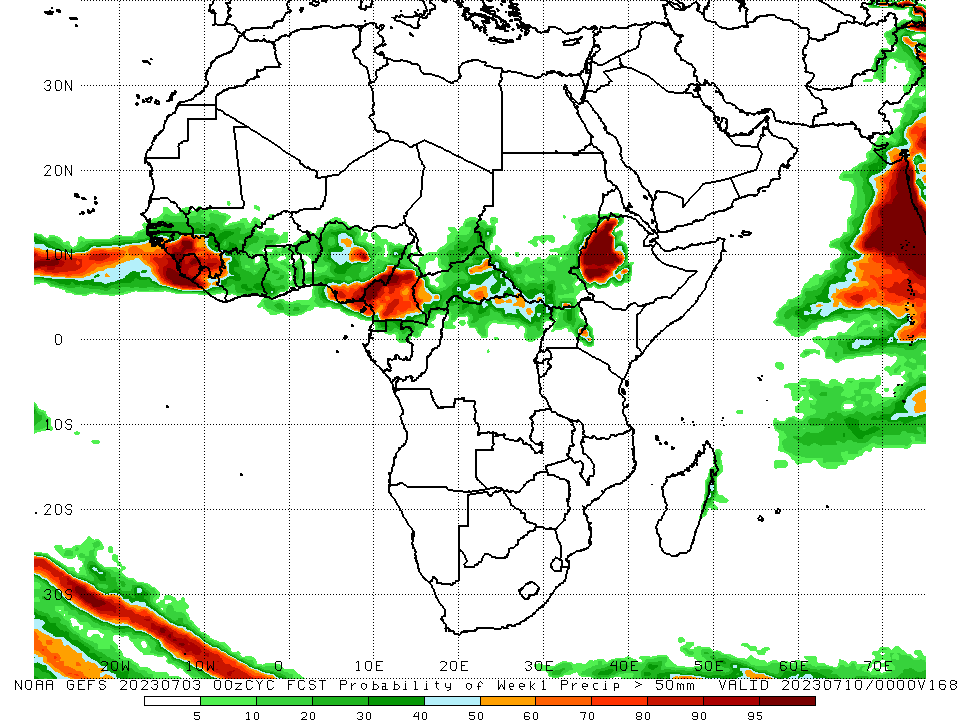 30N
20N
10N
0
10S
20S
30S
20W 10W 0 10E 20E 30E 40E 50E 60E 70E
NOAA GEFS 20230703 00zCYC FCST Probability of Week1 Precip > 50mm VALID 20230710/0000V168
5 10 20 30 40 50 60 70 80 90 95